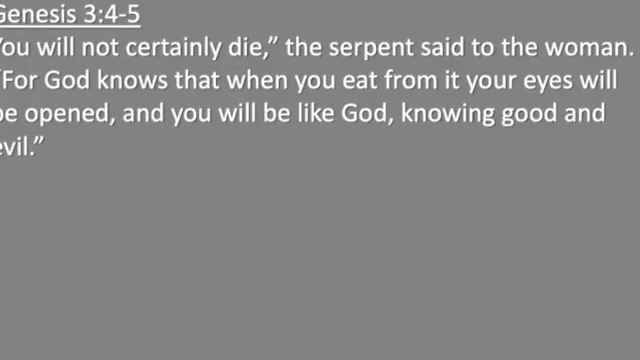 Genesis 3:4-5
You will not certainly die,” the serpent said to the woman.
“For God knows that when you eat from it your eyes will
be opened, and you will be like God, knowing good and
evil.”